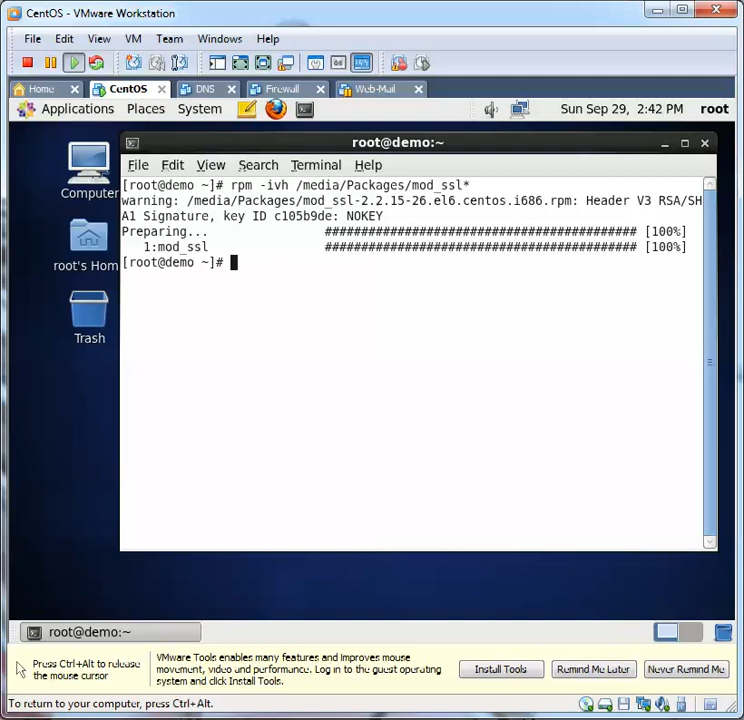 CentOS - VMware Workstation
File Edit View VM Team Windows Help
Home CentOS DNS Firewall Web-Mail
Applications Places System Sun Sep 29, 2:42 PM root
root@demo:~
File Edit View Search Terminal Help
[root@demo ~]# rpm -ivh /media/Packages/mod_ssl*
warning: /media/Packages/mod_ssl-2.2.15-26.el6.centos.i686.rpm: Header V3 RSA/SH
A1 Signature, key ID c105b9de: NOKEY
Preparing... ########################################### [100%]
1:mod_ssl ########################################### [100%]
[root@demo ~]#
Computer
root's Hom
Trash
root@demo:~
Press Ctrl+Alt to release
the mouse cursor
VMware Tools enables many features and improves mouse
movement, video and performance. Log in to the guest operating
system and click Install Tools.
Install Tools Remind Me Later Never Remind Me
To return to your computer, press Ctrl+Alt.